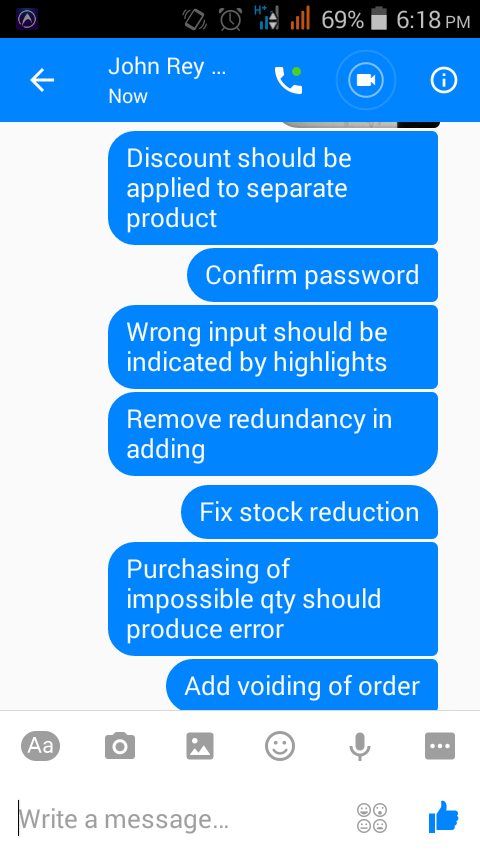 H+ 69% 6:18 PM
John Rey ...
Now
Discount should be
applied to separate
product
Confirm password
Wrong input should be
indicated by highlights
Remove redundancy in
adding
Fix stock reduction
Purchasing of
impossible qty should
produce error
Add voiding of order
Aa
Write a message...